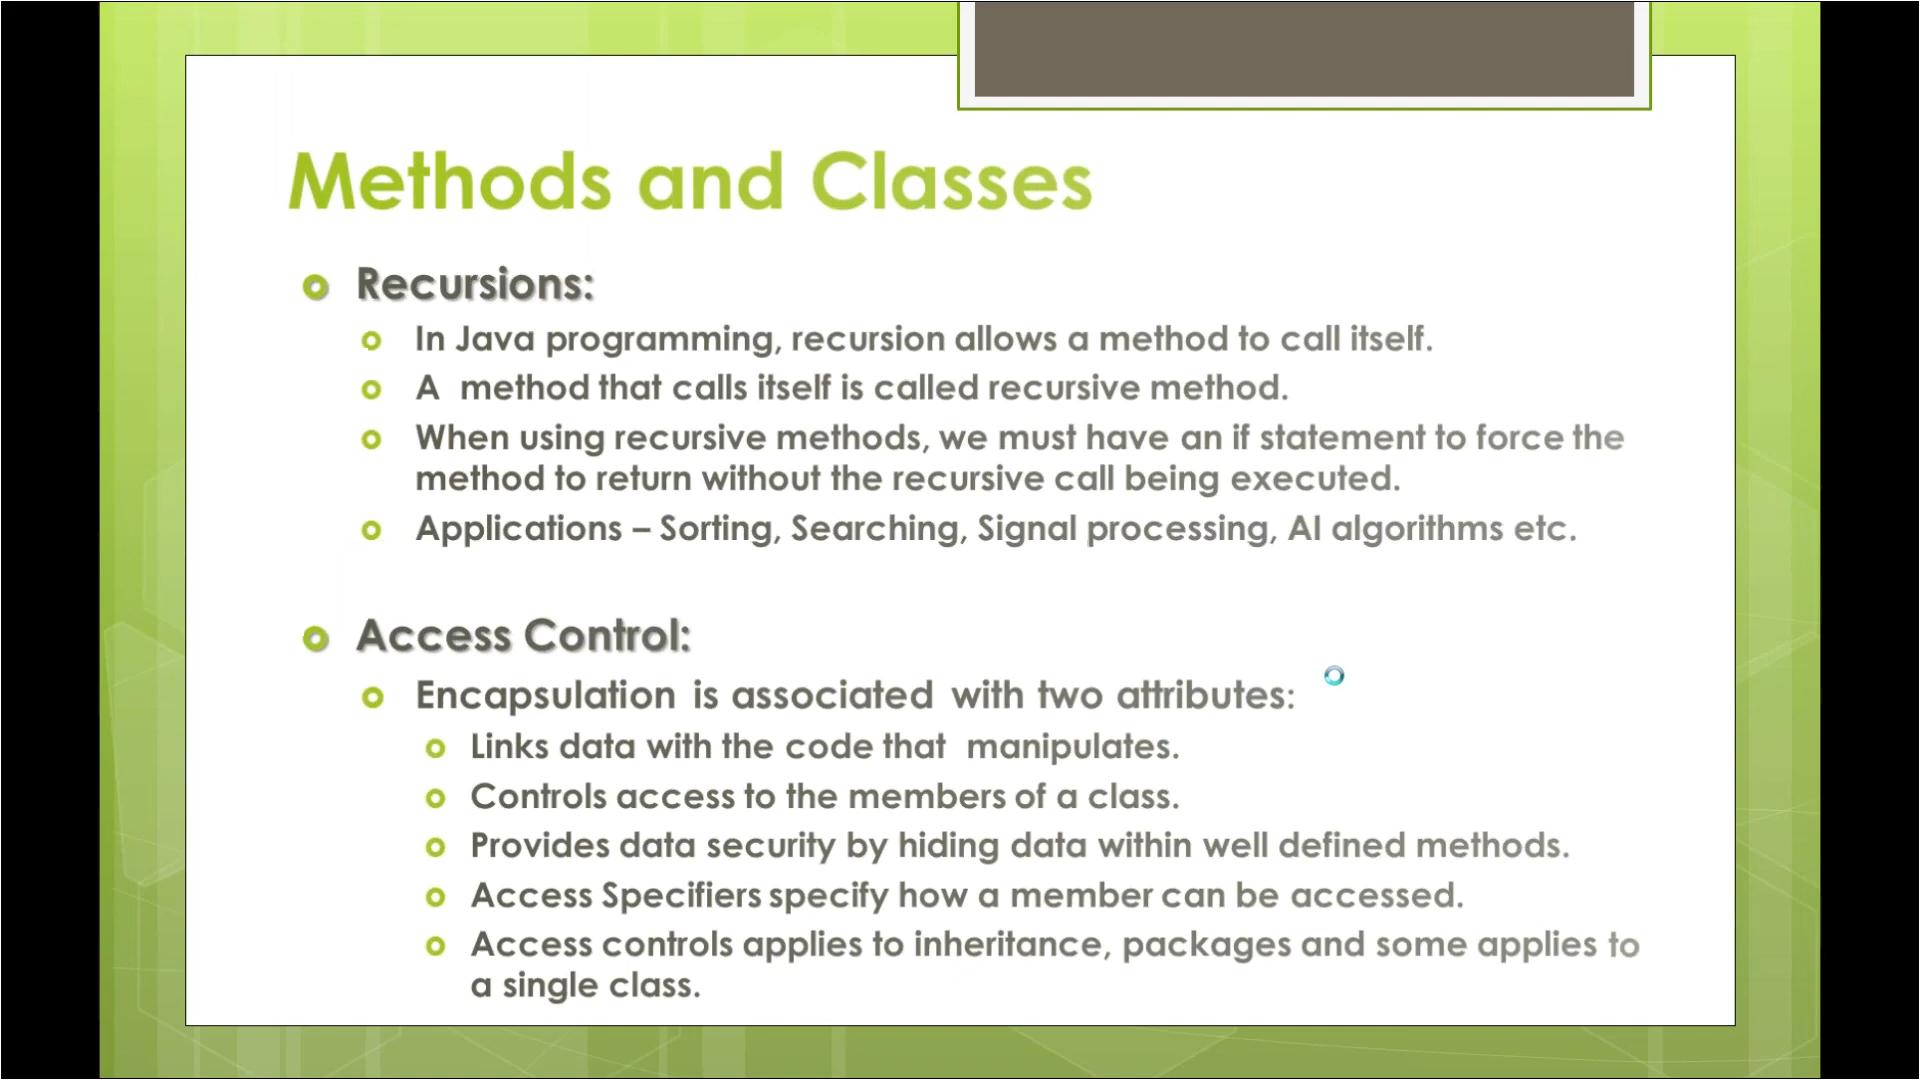 Methods and Classes
Recursions:
In Java programming, recursion allows a method to call itself.
A method that calls itself is called recursive method.
When using recursive methods, we must have an if statement to force the
method to return without the recursive call being executed.
Applications – Sorting, Searching, Signal processing, AI algorithms etc.
Access Control:
Encapsulation is associated with two attributes:
Links data with the code that manipulates.
Controls access to the members of a class.
Provides data security by hiding data within well defined methods.
Access Specifiers specify how a member can be accessed.
Access controls applies to inheritance, packages and some applies to
a single class.